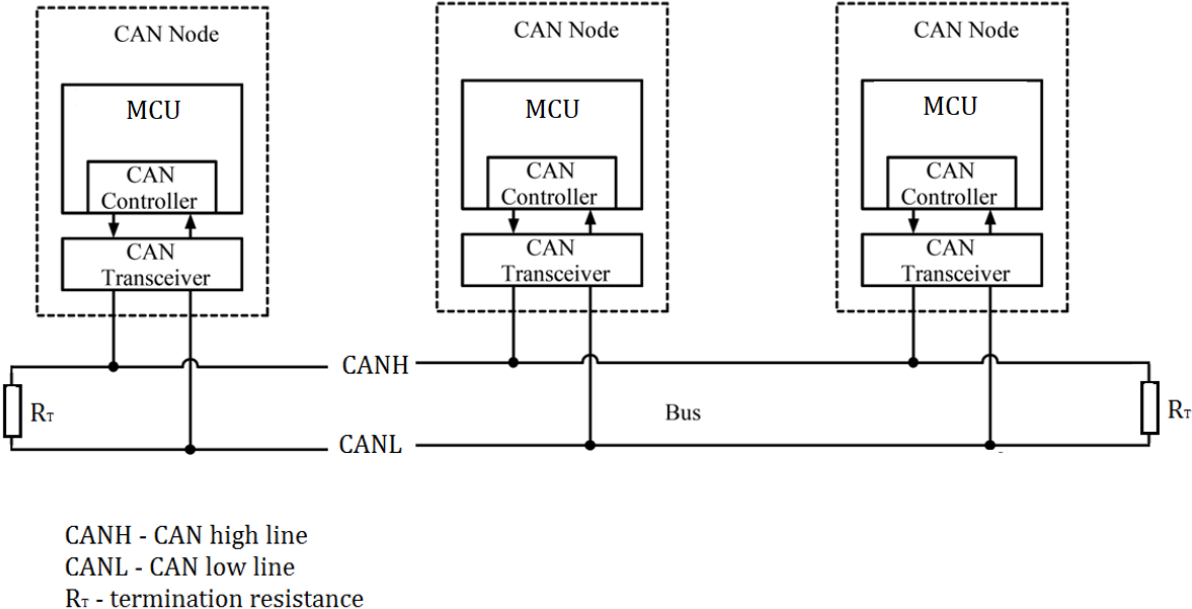 CAN Node
MCU
CAN
Controller
CAN
Transceiver
CAN Node
MCU
CAN
Controller
CAN
Transceiver
CAN Node
MCU
CAN
Controller
CAN
Transceiver
CANH
RT
Bus
RT
CANL
CANH - CAN high line
CANL - CAN low line
RT - termination resistance